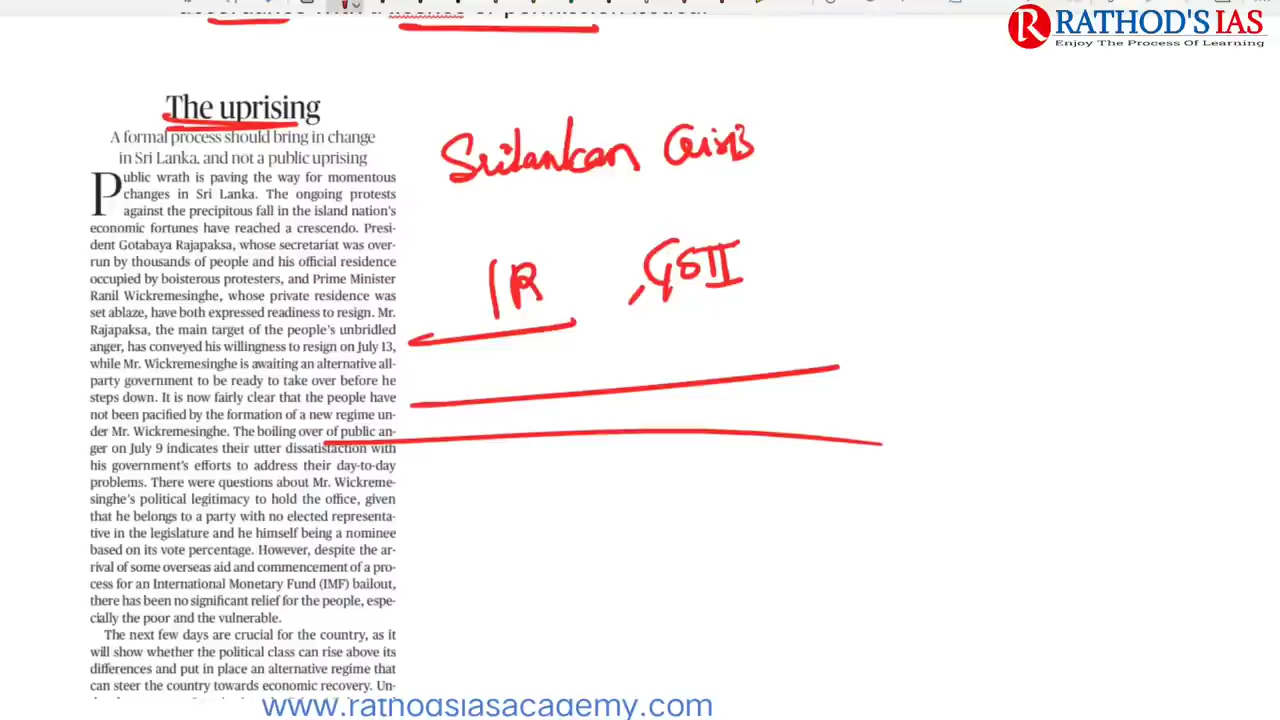 accordance with a license or permission issued.
RATHOD'S IAS
Enjoy The Process Of Learning
The uprising
A formal process should bring in change
in Sri Lanka, and not a public uprising
Public wrath is paving the way for momentous
changes in Sri Lanka. The ongoing protests
against the precipitous fall in the island nation's
economic fortunes have reached a crescendo. Presi-
dent Gotabaya Rajapaksa, whose secretariat was over-
run by thousands of people and his official residence
occupied by boisterous protesters, and Prime Minister
Ranil Wickremesinghe, whose private residence was
set ablaze, have both expressed readiness to resign. Mr.
Rajapaksa, the main target of the people's unbridled
anger, has conveyed his willingness to resign on July 13,
while Mr. Wickremesinghe is awaiting an alternative all-
party government to be ready to take over before he
steps down. It is now fairly clear that the people have
not been pacified by the formation of a new regime un-
der Mr. Wickremesinghe. The boiling over of public an-
ger on July 9 indicates their utter dissatisfaction with
his government's efforts to address their day-to-day
problems. There were questions about Mr. Wickreme-
singhe's political legitimacy to hold the office, given
that he belongs to a party with no elected representa-
tive in the legislature and he himself being a nominee
based on its vote percentage. However, despite the ar-
rival of some overseas aid and commencement of a pro-
cess for an International Monetary Fund (IMF) bailout,
there has been no significant relief for the people, espe-
cially the poor and the vulnerable.
The next few days are crucial for the country, as it
will show whether the political class can rise above its
differences and put in place an alternative regime that
can steer the country towards economic recovery. Un-
Srilankan Crisis
IR , GS II
www.rathodsiasacademy.com